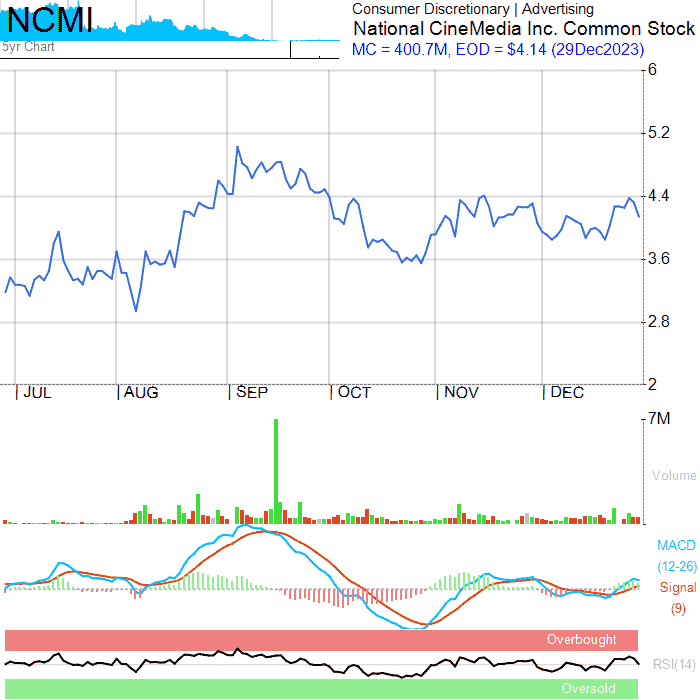 NCMI
5yr Chart
Consumer Discretionary | Advertising
National CineMedia Inc. Common Stock
MC = 400.7M, EOD = $4.14 (29Dec2023)
6
5.2
4.4
3.6
2.8
2
JUL AUG SEP OCT NOV DEC
7M
Volume
MACD
(12-26)
Signal
(9)
Overbought
RSI(14)
Oversold